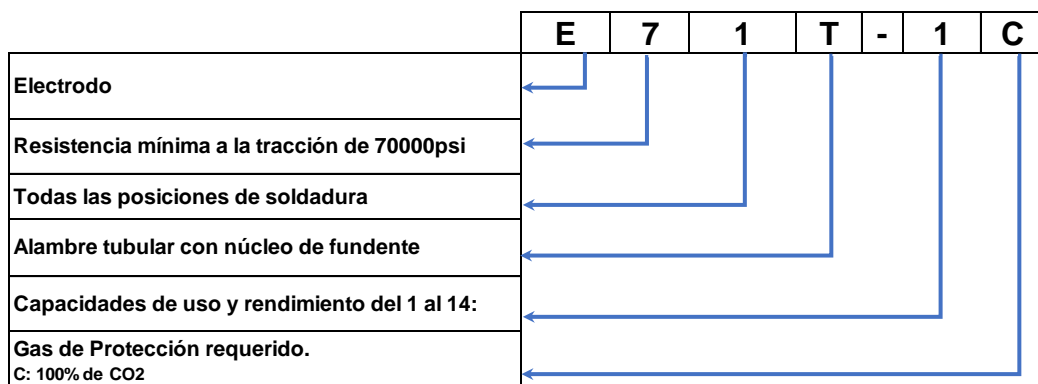 E 7 1 T - 1 C
Electrodo
Resistencia mínima a la tracción de 70000psi
Todas las posiciones de soldadura
Alambre tubular con núcleo de fundente
Capacidades de uso y rendimiento del 1 al 14:
Gas de Protección requerido.
C: 100% de CO2